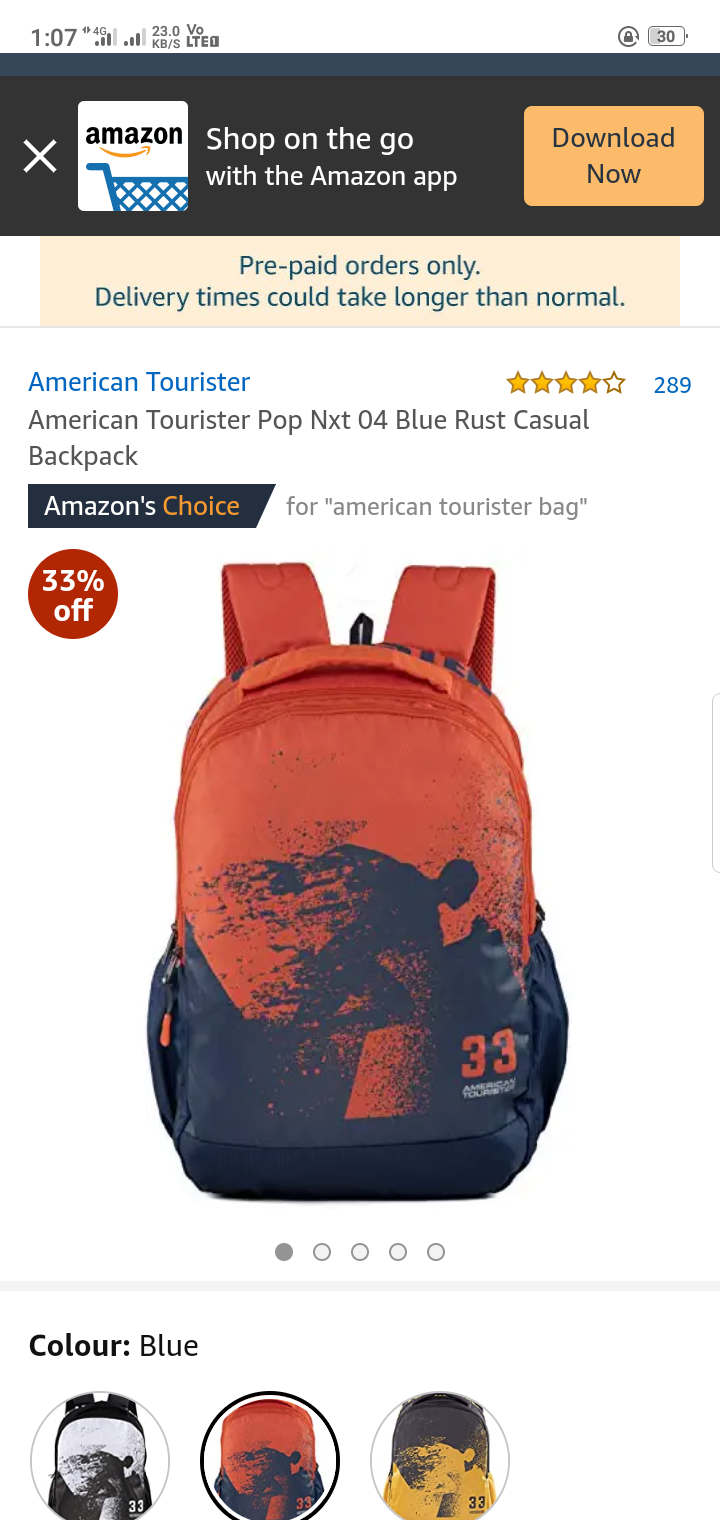 1:07 4G 23.0 KB/S Vo LTE1 30
amazon
Shop on the go
with the Amazon app
Download
Now
Pre-paid orders only.
Delivery times could take longer than normal.
American Tourister 289
American Tourister Pop Nxt 04 Blue Rust Casual
Backpack
Amazon's Choice for "american tourister bag"
33%
off
33
AMERICAN
TOURISTER
Colour: Blue
33
33
33